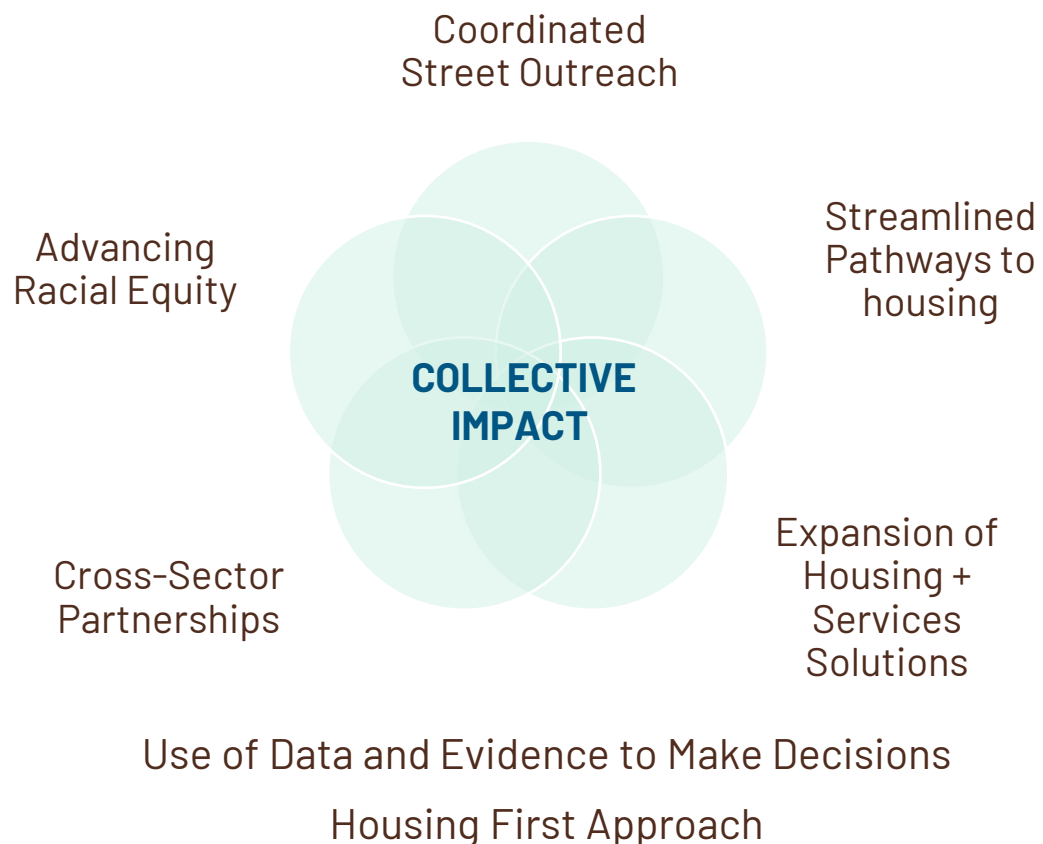 Coordinated
Street Outreach
Advancing
Racial Equity
Streamlined
Pathways to
housing
COLLECTIVE
IMPACT
Cross-Sector
Partnerships
Expansion of
Housing +
Services
Solutions
Use of Data and Evidence to Make Decisions
Housing First Approach